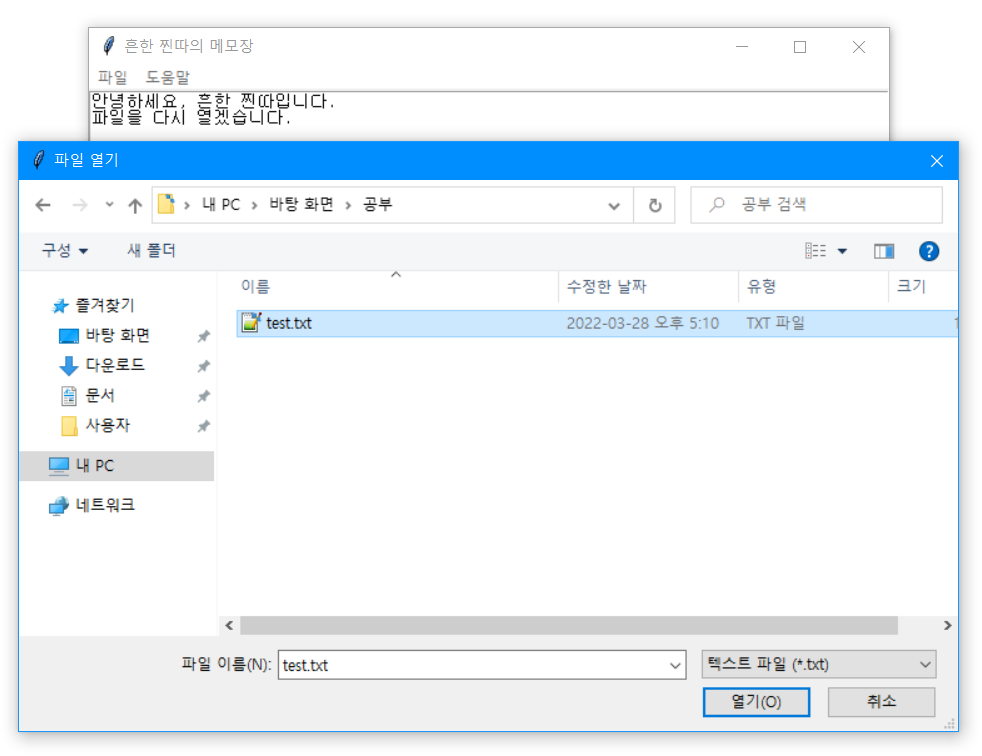 흔한 찐따의 메모장
파일 도움말
안녕하세요, 흔한 찐따입니다.
파일을 다시 열겠습니다.
파일 열기
내 PC 바탕 화면 공부
공부 검색
구성 새 폴더
이름 수정한 날짜 유형 크기
즐겨찾기
바탕 화면
다운로드
문서
사용자
내 PC
네트워크
test.txt 2022-03-28 오후 5:10 TXT 파일 1
파일 이름(N): test.txt 텍스트 파일 (*.txt)
열기(O) 취소